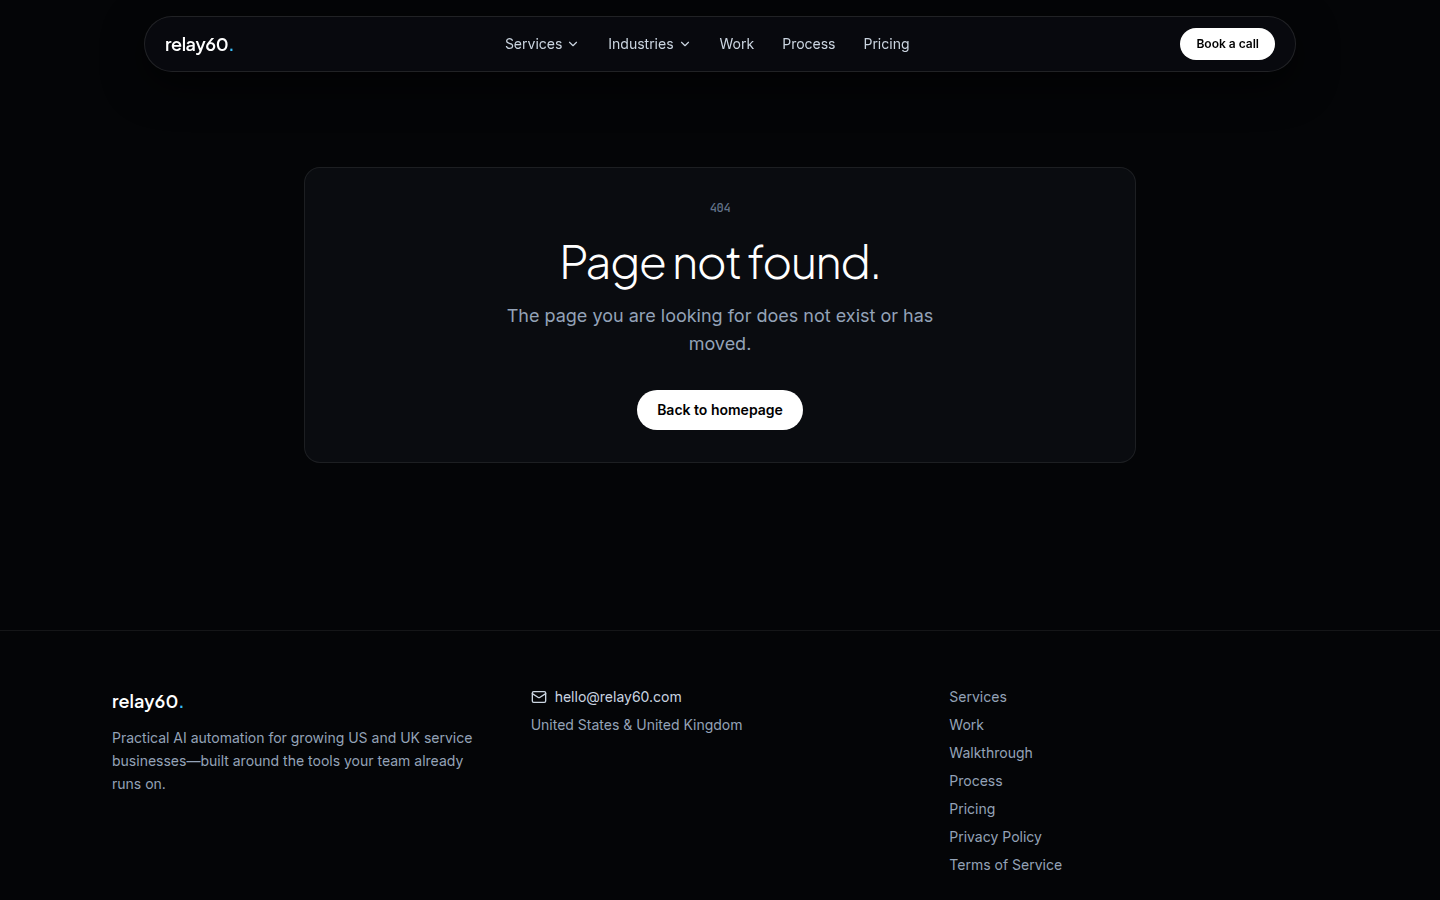 relay60.
Services
Industries
Work
Process
Pricing
Book a call
404
Page not found.
The page you are looking for does not exist or has
moved.
Back to homepage
relay60.
Practical AI automation for growing US and UK service
businesses—built around the tools your team already
runs on.
hello@relay60.com
United States & United Kingdom
Services
Work
Walkthrough
Process
Pricing
Privacy Policy
Terms of Service